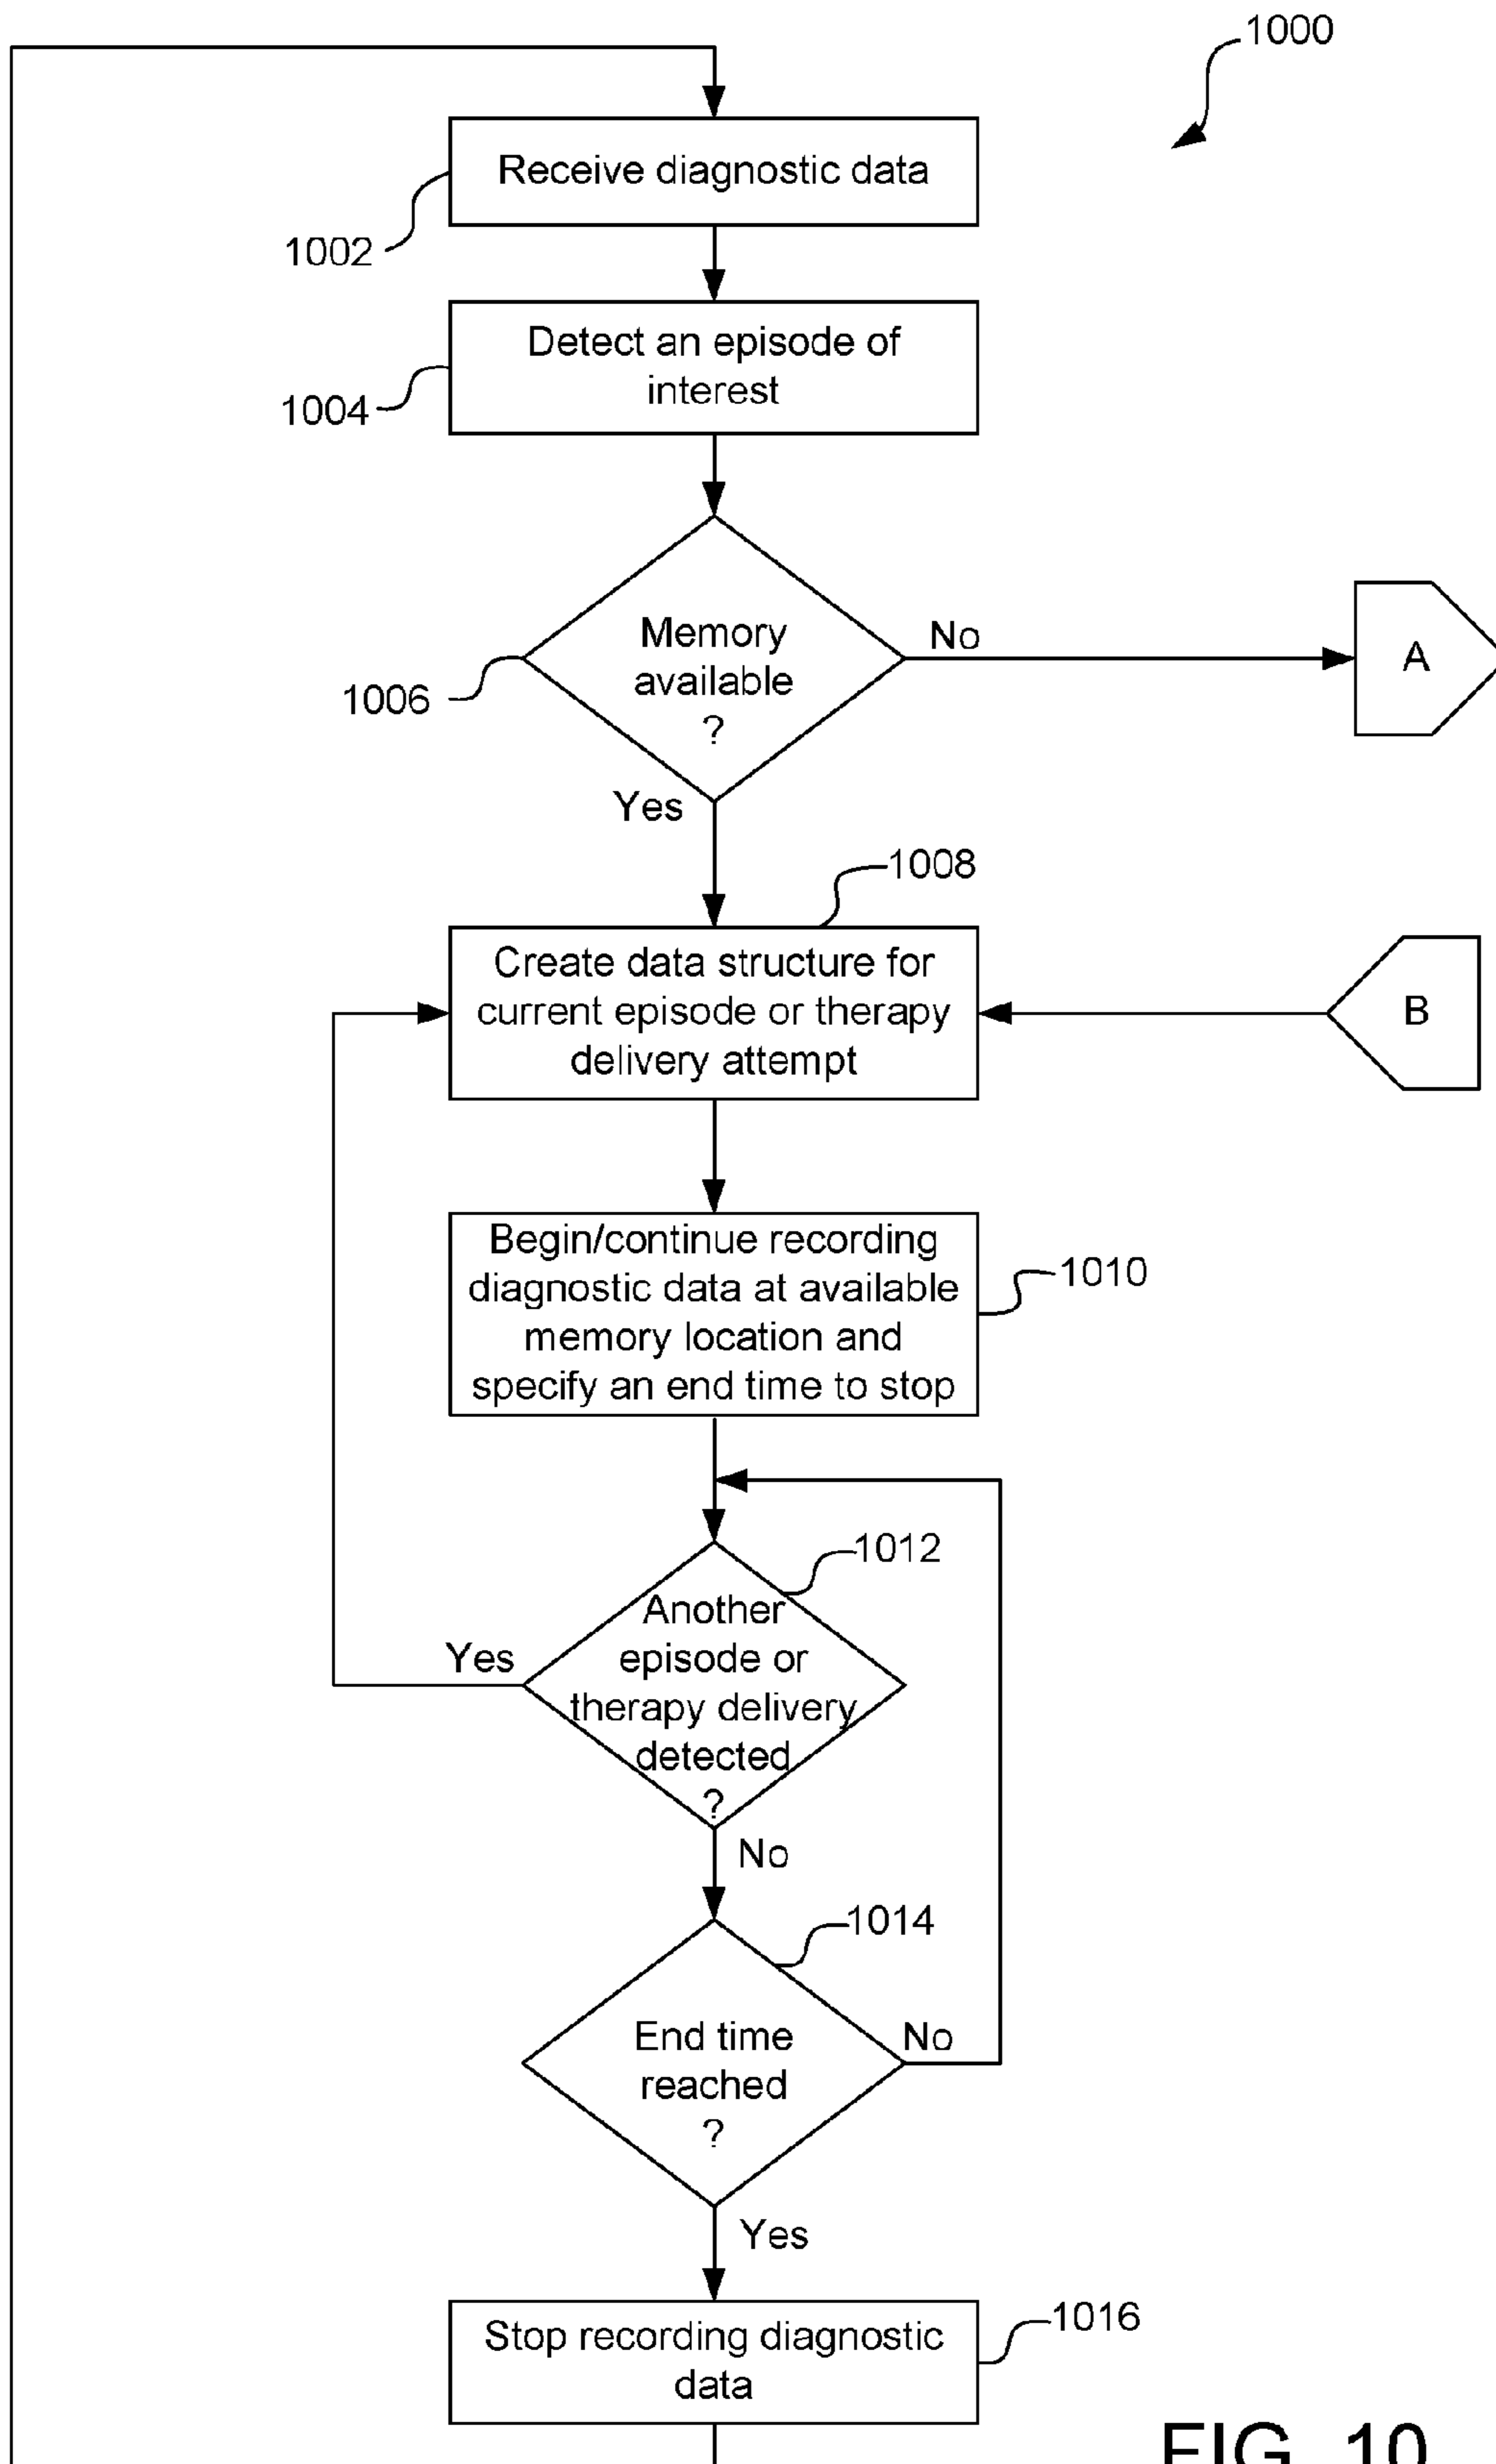 1000
Receive diagnostic data
1002
Detect an episode of
interest
1004
Memory
available
?
No
A
1006
Yes
1008
Create data structure for
current episode or therapy
delivery attempt
B
Begin/continue recording
diagnostic data at available
memory location and
specify an end time to stop
1010
1012
Another
episode or
therapy delivery
detected
?
Yes
No
1014
End time
reached
?
No
Yes
1016
Stop recording diagnostic
data
FIG. 10